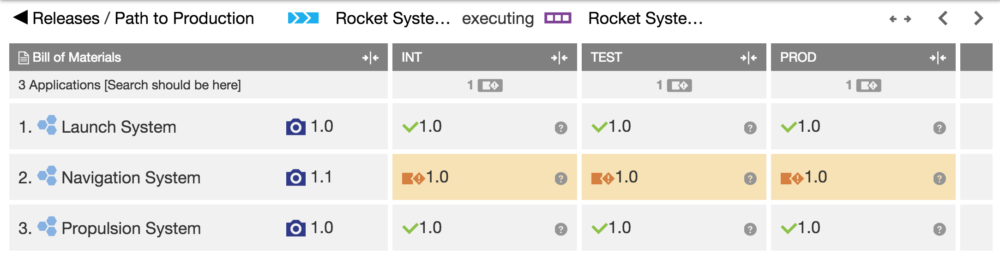 Releases / Path to Production Rocket Syste... executing Rocket Syste...
Bill of Materials INT TEST PROD
3 Applications [Search should be here] 1 1 1
1. Launch System 1.0 1.0 1.0 1.0
2. Navigation System 1.1 1.0 1.0 1.0
3. Propulsion System 1.0 1.0 1.0 1.0